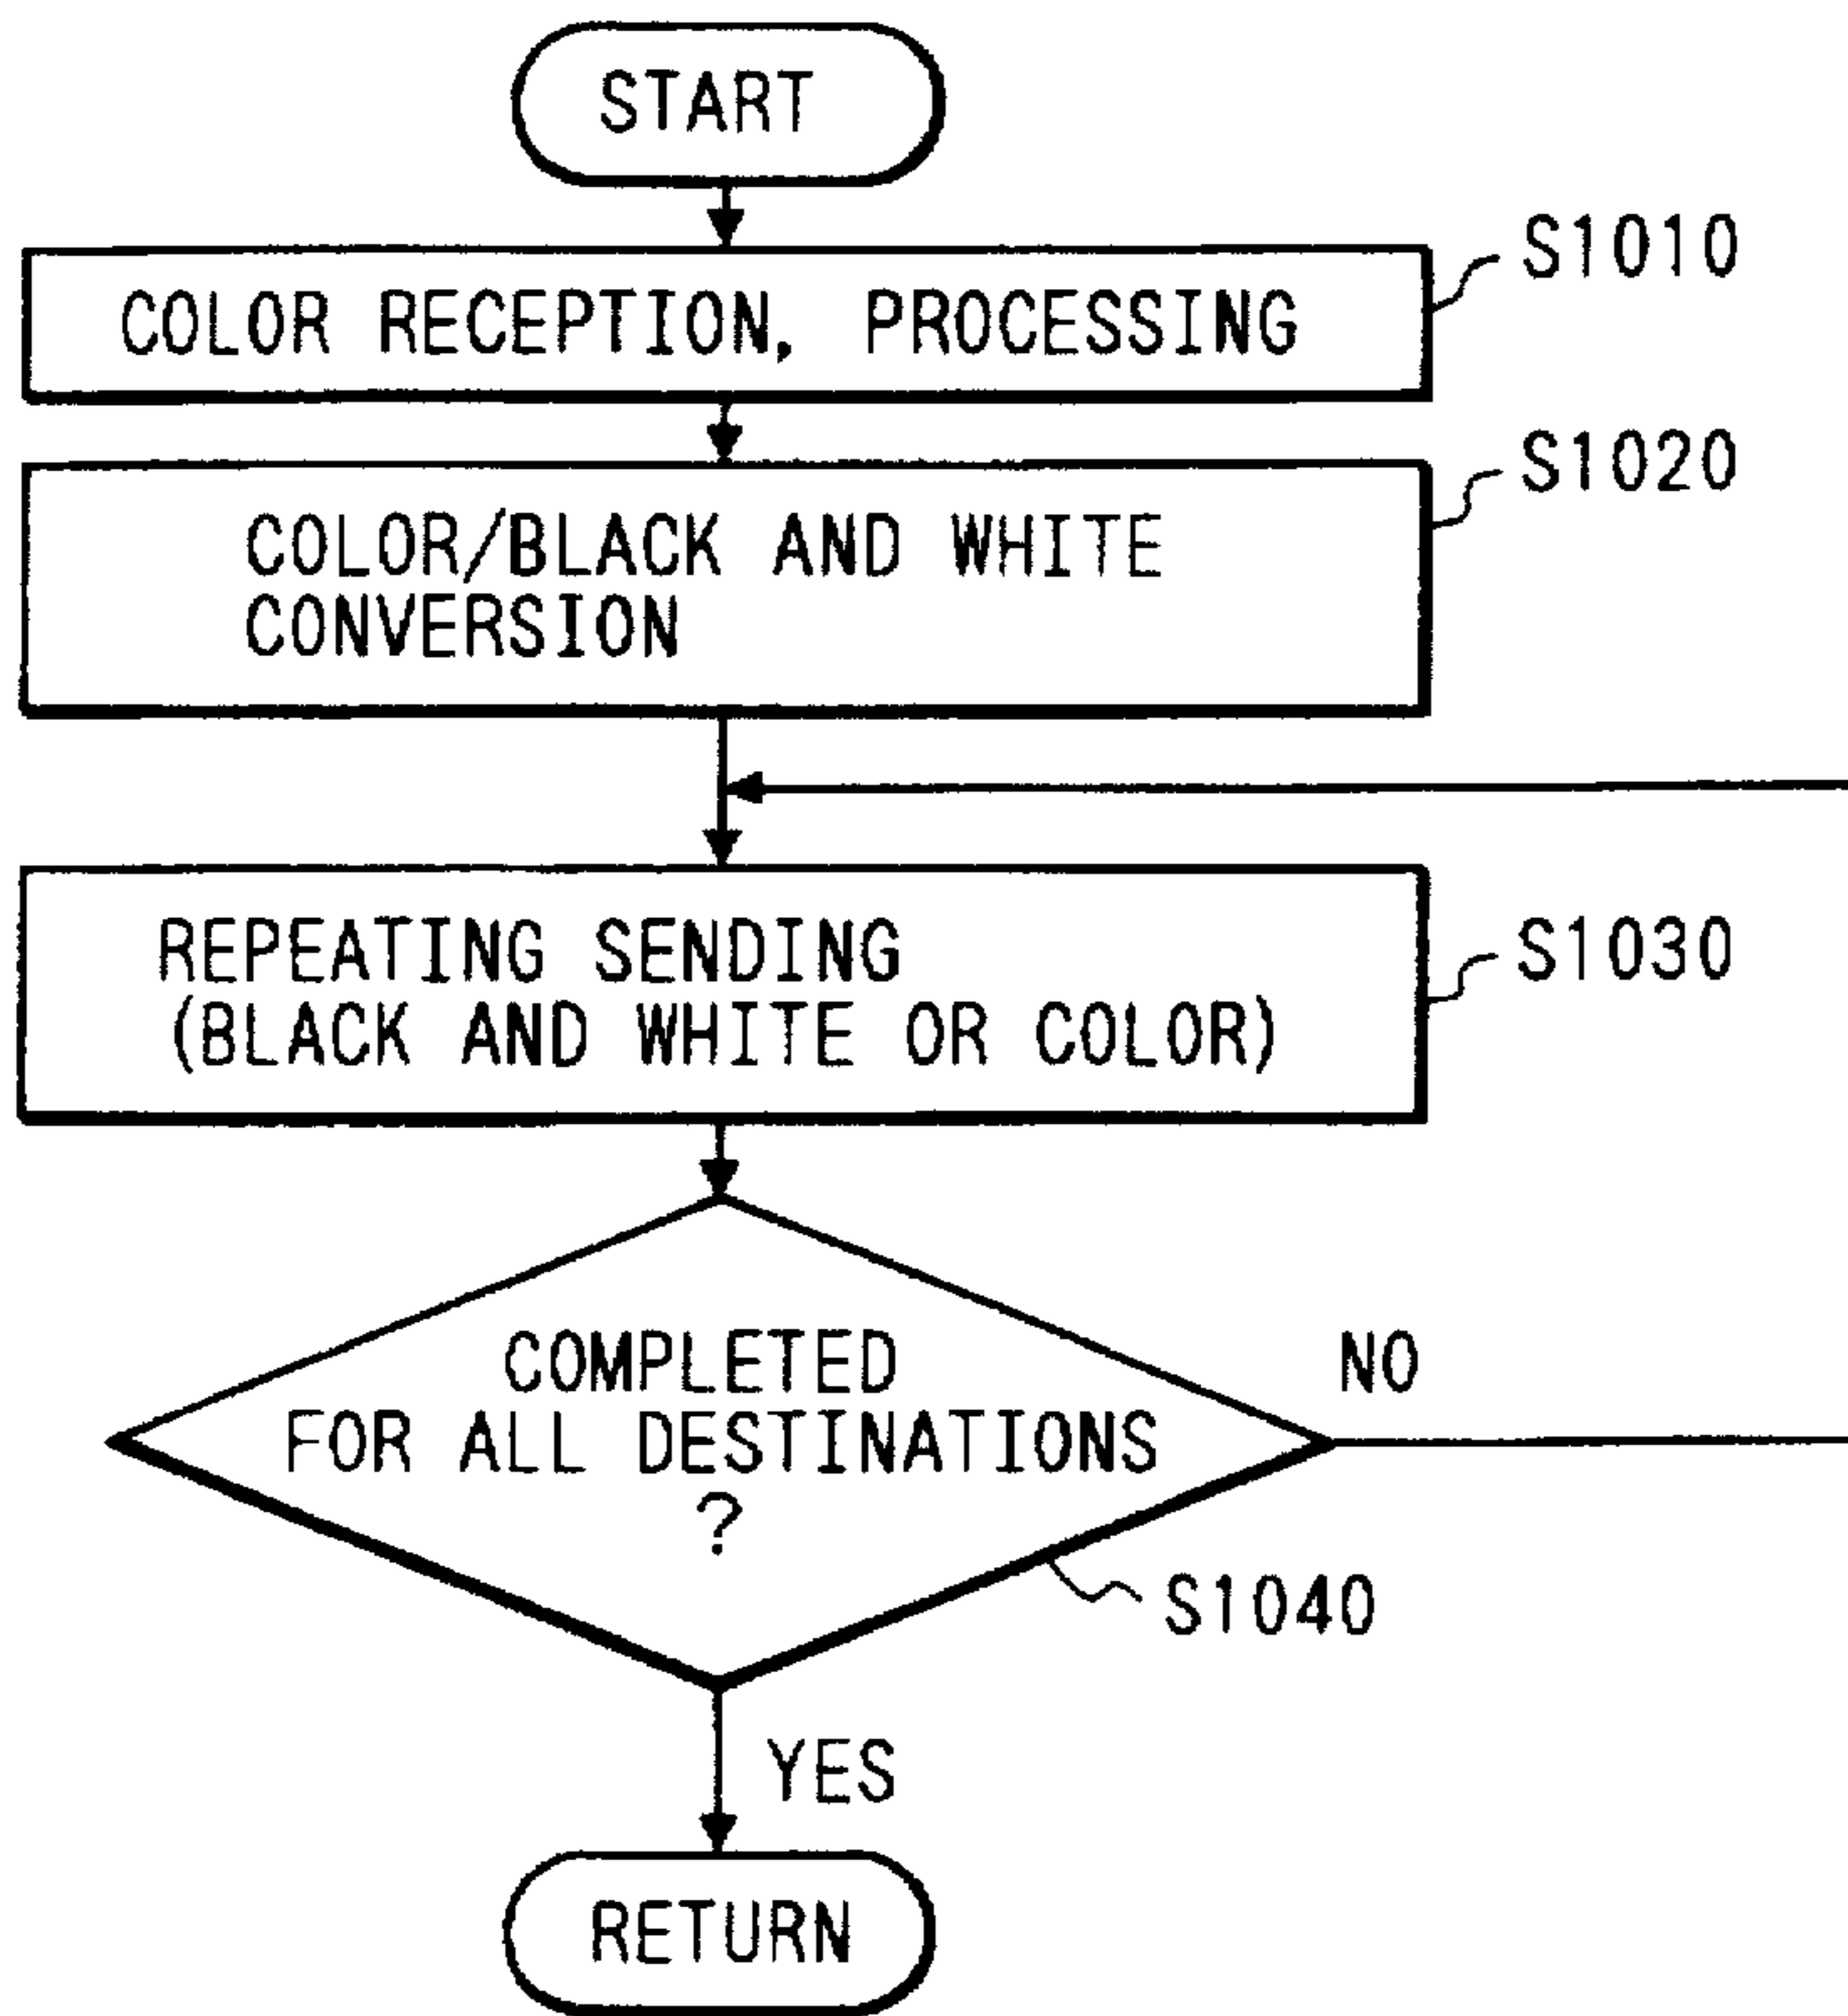 START
COLOR RECEPTION, PROCESSING
S1010
COLOR/BLACK AND WHITE
CONVERSION
S1020
REPEATING SENDING
(BLACK AND WHITE OR COLOR)
S1030
COMPLETED
FOR ALL DESTINATIONS
?
NO
S1040
YES
RETURN